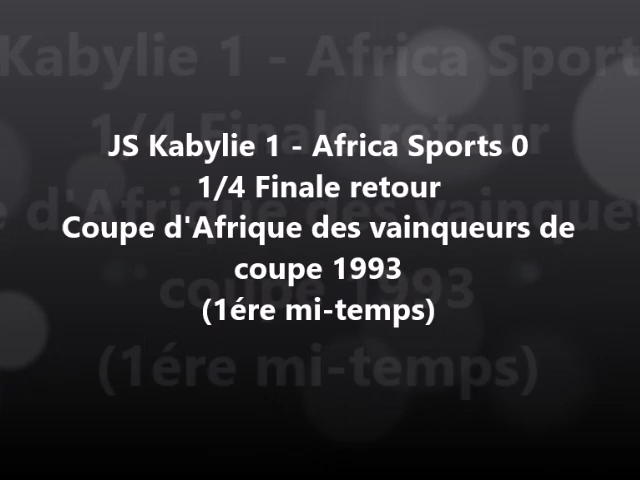 JS Kabylie 1 - Africa Sports 0
1/4 Finale retour
Coupe d'Afrique des vainqueurs de
coupe 1993
(1ére mi-temps)